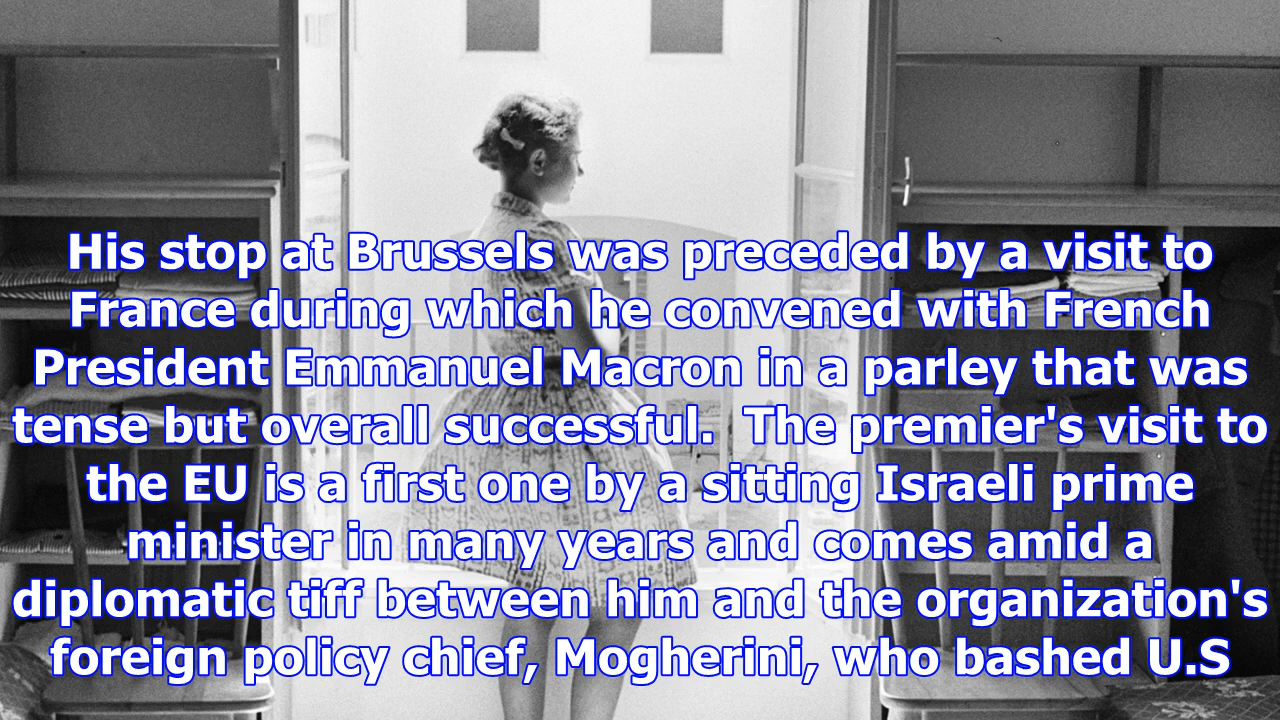 His stop at Brussels was preceded by a visit to
France during which he convened with French
President Emmanuel Macron in a parley that was
tense but overall successful.  The premier's visit to
the EU is a first one by a sitting Israeli prime
minister in many years and comes amid a
diplomatic tiff between him and the organization's
foreign policy chief, Mogherini, who bashed U.S